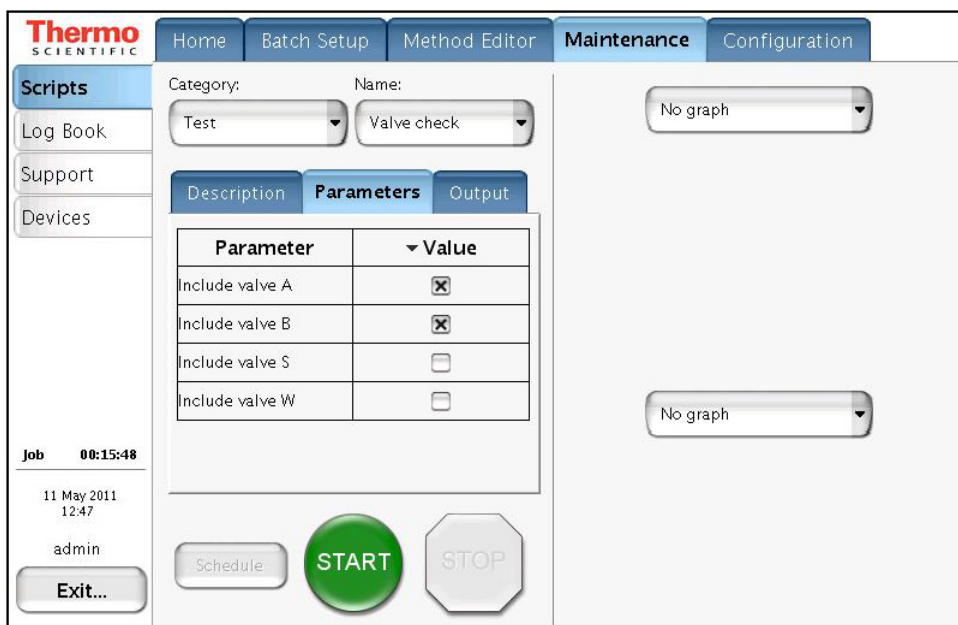 Thermo
SCIENTIFIC
Home
Batch Setup
Method Editor
Maintenance
Configuration
Scripts
Log Book
Support
Devices
Category:
Name:
Test
Valve check
No graph
Description
Parameters
Output
Parameter
Value
Include valve A
Include valve B
Include valve S
Include valve W
No graph
Job 00:15:48
11 May 2011
12:47
admin
Exit...
Schedule
START
STOP